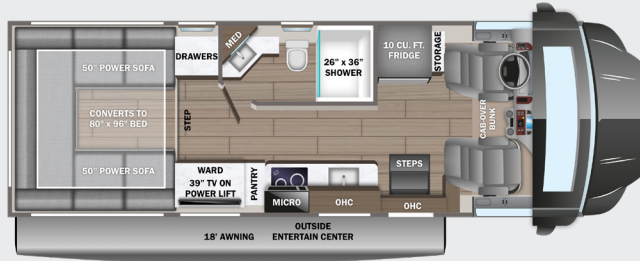 50" POWER SOFA
CONVERTS TO
80" x 96" BED
50" POWER SOFA
DRAWERS
STEP
MED
26" x 36"
SHOWER
10 CU. FT.
FRIDGE
STORAGE
CAB-OVER
BUNK
WARD
39" TV ON
POWER LIFT
PANTRY
MICRO
OHC
STEPS
OHC
18' AWNING
OUTSIDE
ENTERTAIN CENTER